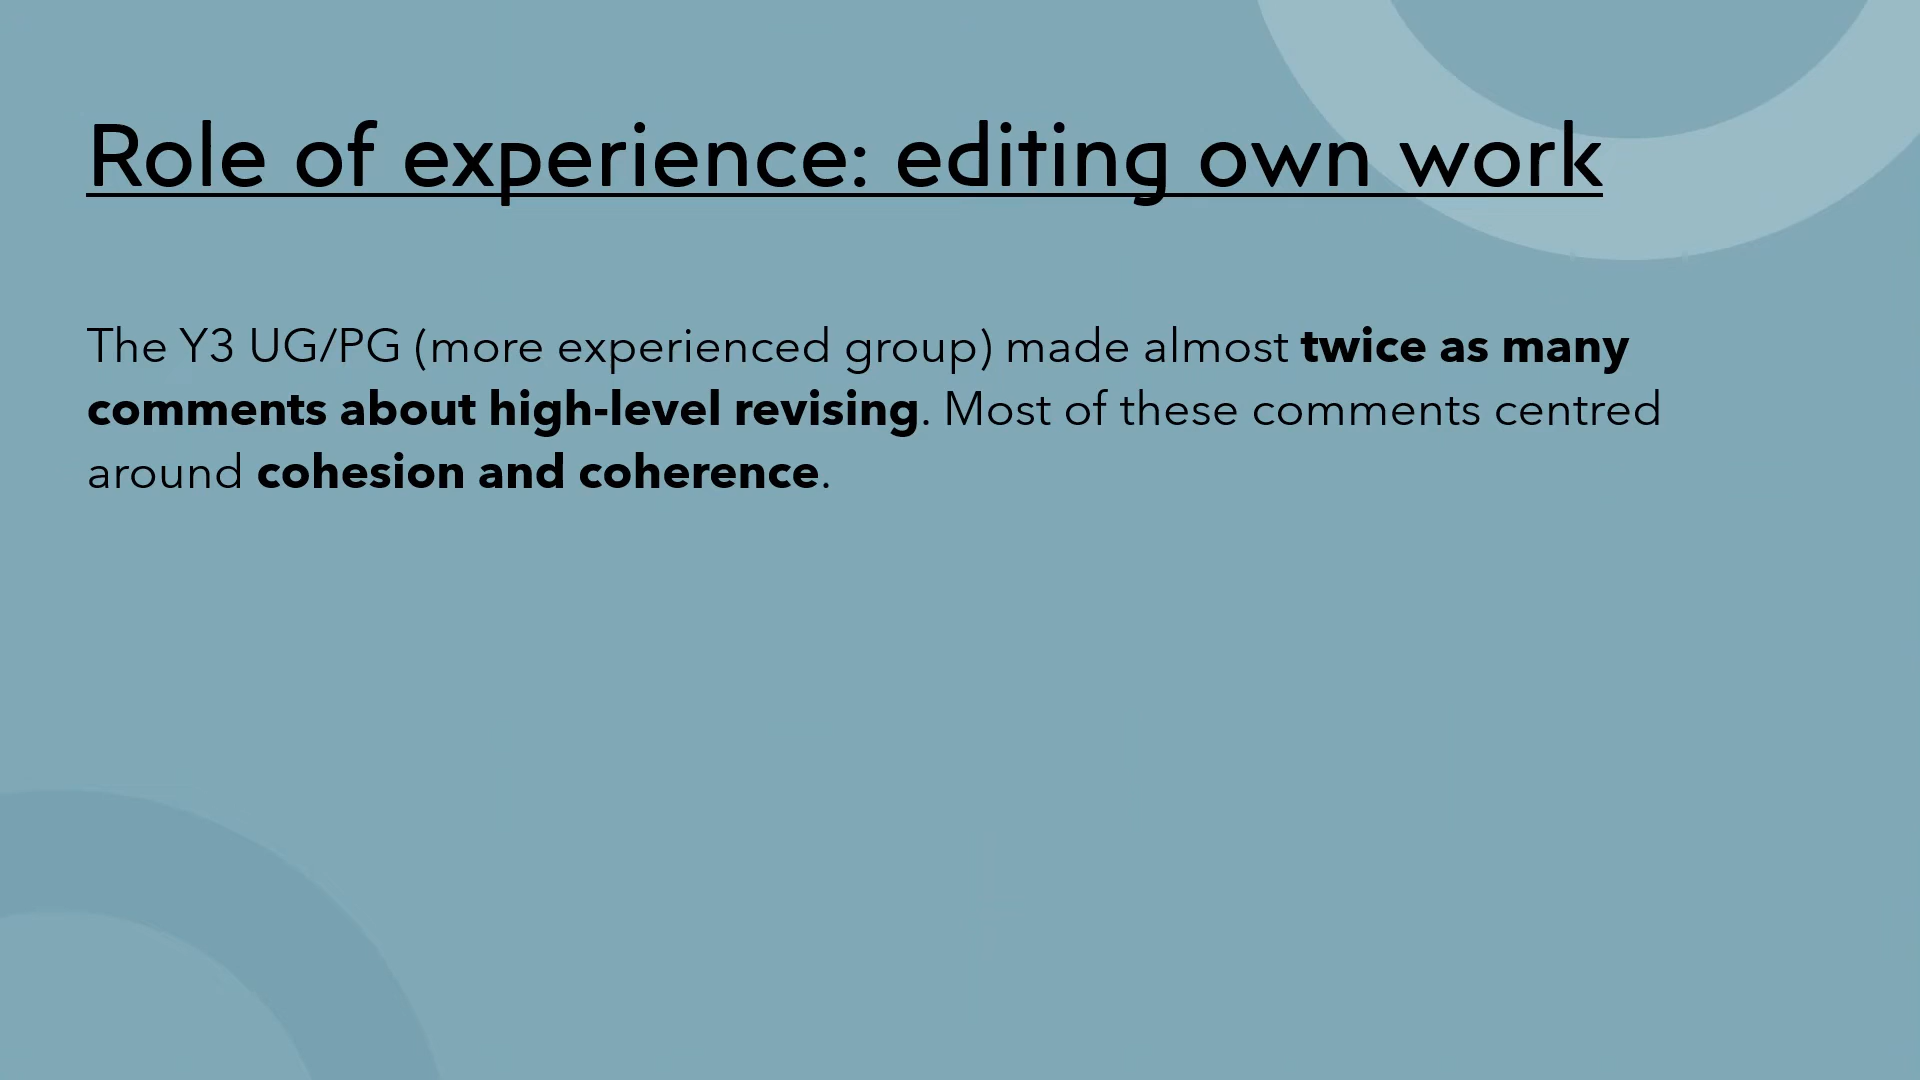 Role of experience: editing own work
The Y3 UG/PG (more experienced group) made almost twice as many
comments about high-level revising. Most of these comments centred
around cohesion and coherence.